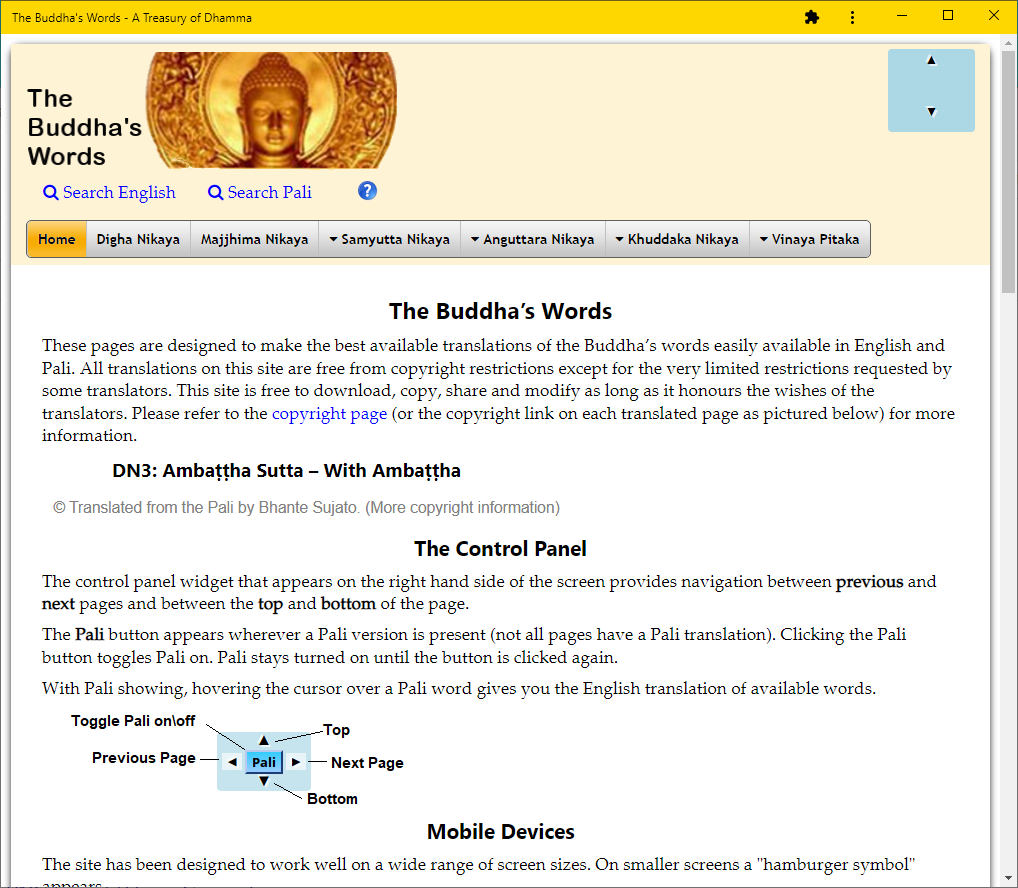 The Buddha's Words - A Treasury of Dhamma
The
Buddha's
Words
Search English Search Pali ?
Home Digha Nikaya Majjhima Nikaya Samyutta Nikaya Anguttara Nikaya Khuddaka Nikaya Vinaya Pitaka
The Buddha’s Words
These pages are designed to make the best available translations of the Buddha’s words easily available in English and
Pali. All translations on this site are free from copyright restrictions except for the very limited restrictions requested by
some translators. This site is free to download, copy, share and modify as long as it honours the wishes of the
translators. Please refer to the copyright page (or the copyright link on each translated page as pictured below) for more
information.
DN3: Ambaṭṭha Sutta – With Ambaṭṭha
© Translated from the Pali by Bhante Sujato. (More copyright information)
The Control Panel
The control panel widget that appears on the right hand side of the screen provides navigation between previous and
next pages and between the top and bottom of the page.
The Pali button appears wherever a Pali version is present (not all pages have a Pali translation). Clicking the Pali
button toggles Pali on. Pali stays turned on until the button is clicked again.
With Pali showing, hovering the cursor over a Pali word gives you the English translation of available words.
Toggle Pali on\off
Top
Previous Page
Pali
Next Page
Bottom
Mobile Devices
The site has been designed to work well on a wide range of screen sizes. On smaller screens a "hamburger symbol"
appears